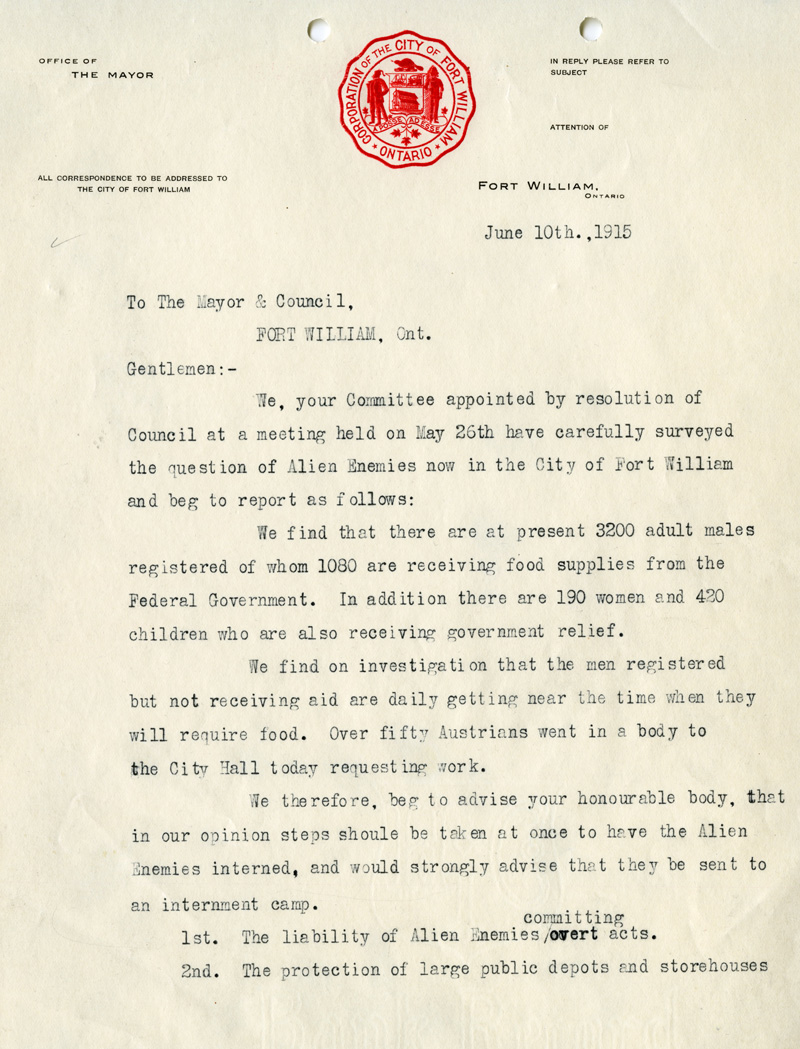 OFFICE OF
THE MAYOR
ALL CORRESPONDENCE TO BE ADDRESSED TO
THE CITY OF FORT WILLIAM
CORPORATION OF THE CITY OF FORT WILLIAM
A POSSE AD ESSE
ONTARIO
IN REPLY PLEASE REFER TO
SUBJECT
ATTENTION OF
FORT WILLIAM,
ONTARIO
June 10th.,1915
To The Mayor & Council,
FORT WILLIAM, Ont.
Gentlemen:-
We, your Committee appointed by resolution of
Council at a meeting held on May 26th have carefully surveyed
the question of Alien Enemies now in the City of Fort William
and beg to report as follows:
We find that there are at present 3200 adult males
registered of whom 1080 are receiving food supplies from the
Federal Government. In addition there are 190 women and 420
children who are also receiving government relief.
We find on investigation that the men registered
but not receiving aid are daily getting near the time when they
will require food. Over fifty Austrians went in a body to
the City Hall today requesting work.
We therefore, beg to advise your honourable body, that
in our opinion steps shoule be taken at once to have the Alien
Enemies interned, and would strongly advise that they be sent to
an internment camp.
committing
1st. The liability of Alien Enemies/overt acts.
2nd. The protection of large public depots and storehouses